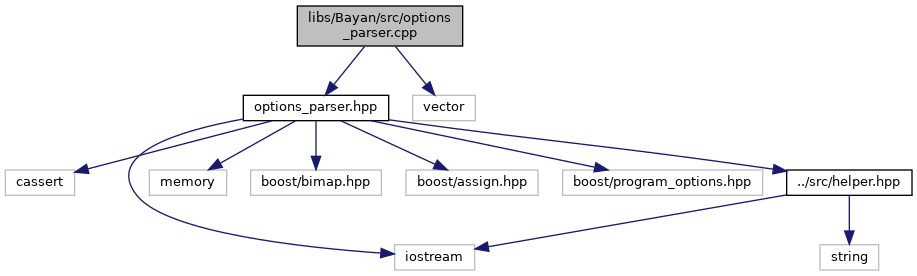 libs/Bayan/src/options
_parser.cpp
options_parser.hpp
vector
cassert
memory
boost/bimap.hpp
boost/assign.hpp
boost/program_options.hpp
../src/helper.hpp
iostream
string